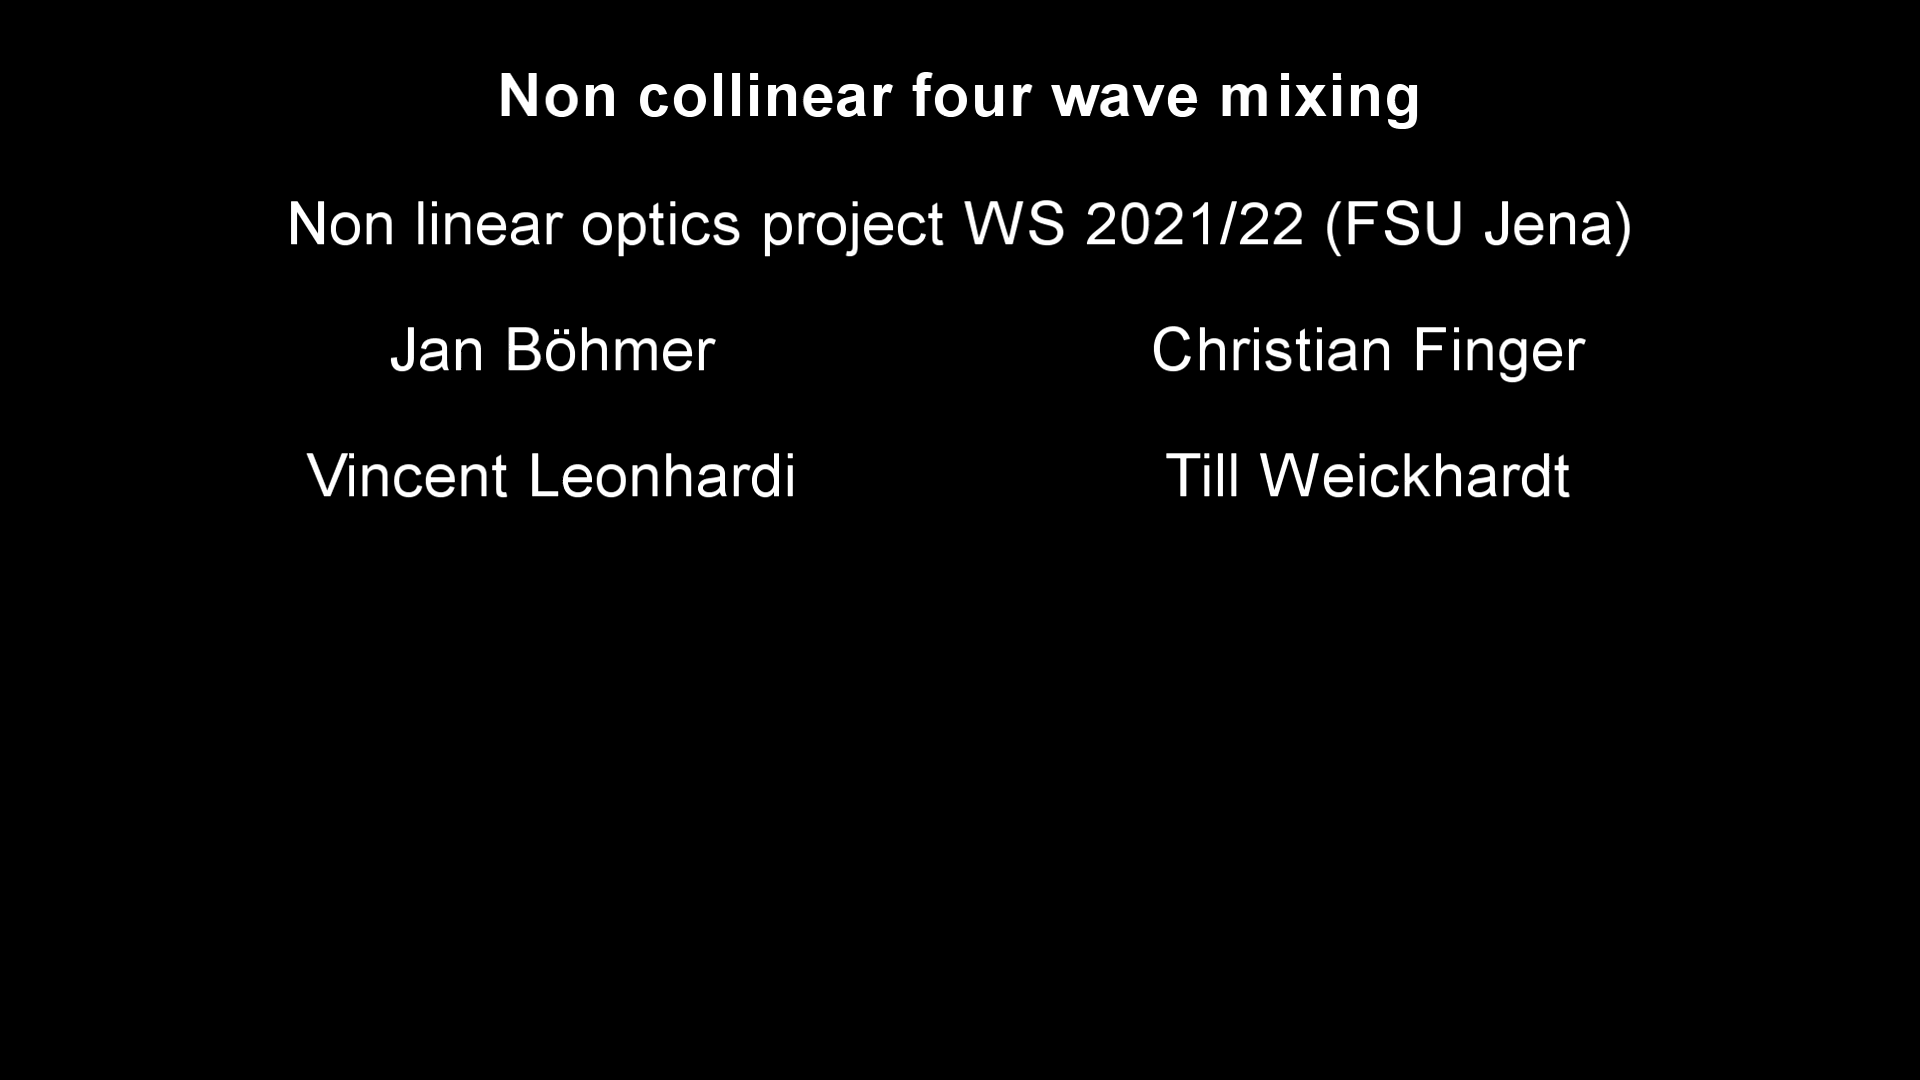 Non collinear four wave mixing
Non linear optics project WS 2021/22 (FSU Jena)
Jan Böhmer Christian Finger
Vincent Leonhardi Till Weickhardt